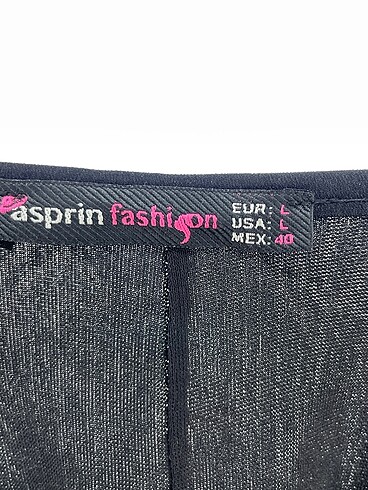 asprin fashion
EUR: L
USA: L
MEX: 40